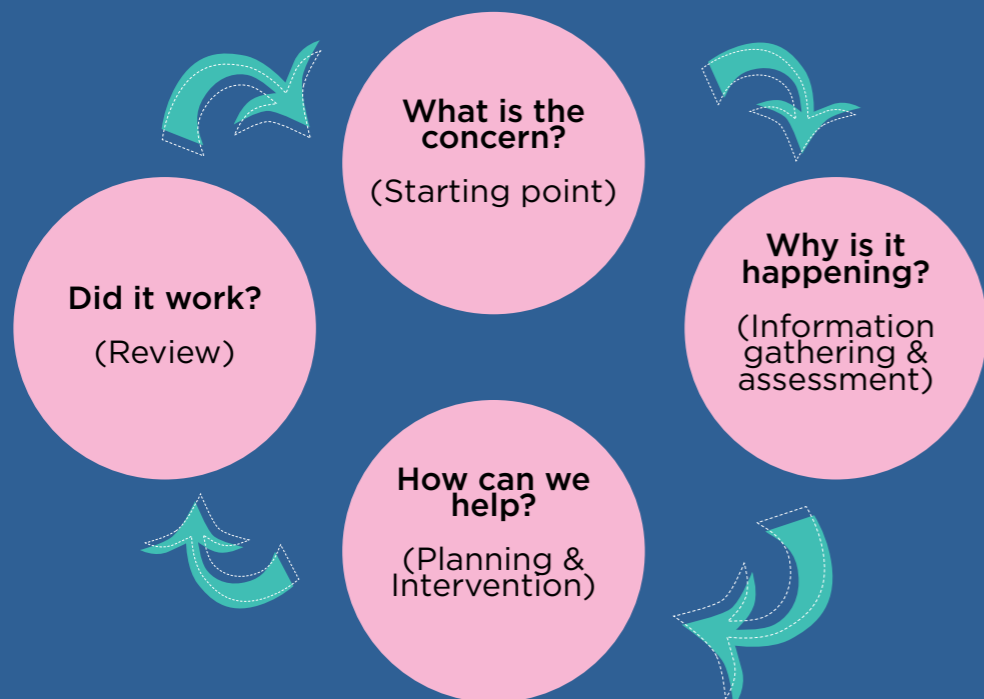 What is the
concern?
(Starting point)
Why is it
happening?
(Information
gathering &
assessment)
How can we
help?
(Planning &
Intervention)
Did it work?
(Review)